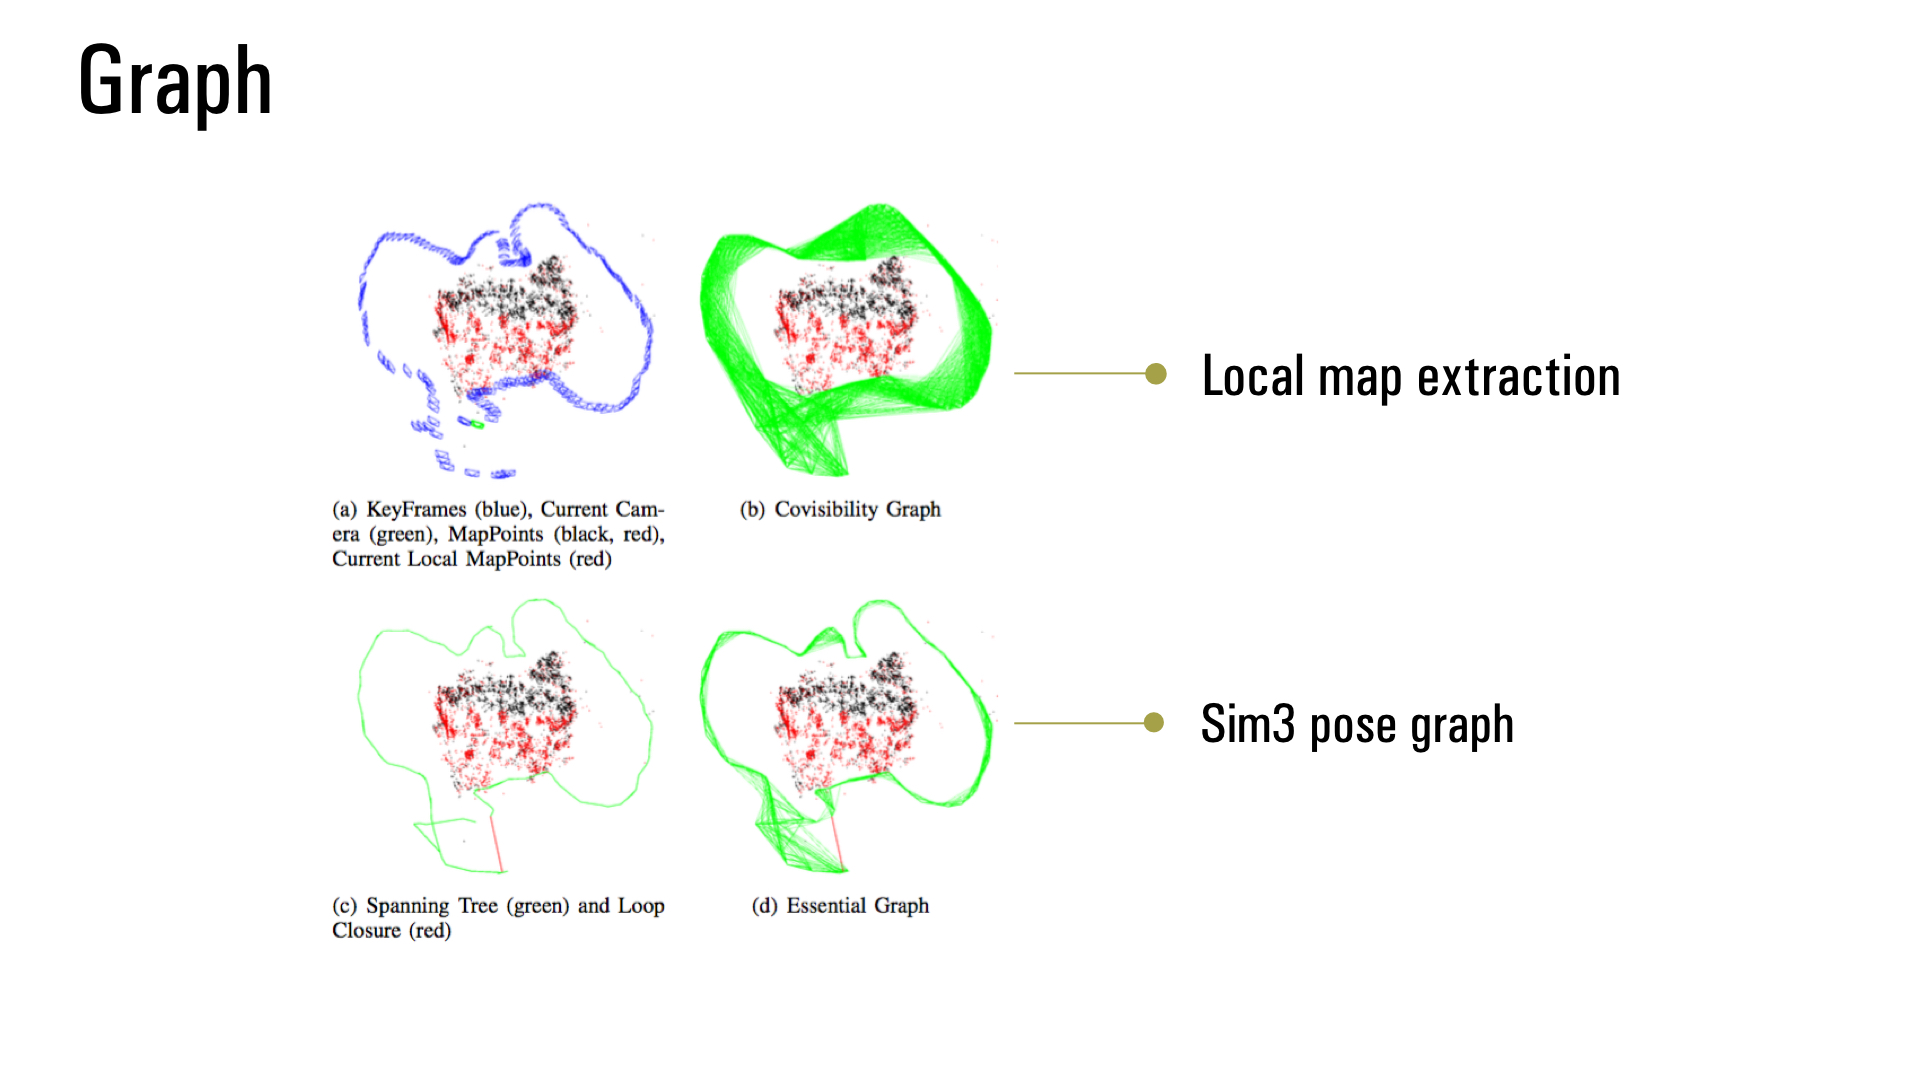 Graph
(a) KeyFrames (blue), Current Cam-
era (green), MapPoints (black, red),
Current Local MapPoints (red)
(b) Covisibility Graph
Local map extraction
(c) Spanning Tree (green) and Loop
Closure (red)
(d) Essential Graph
Sim3 pose graph